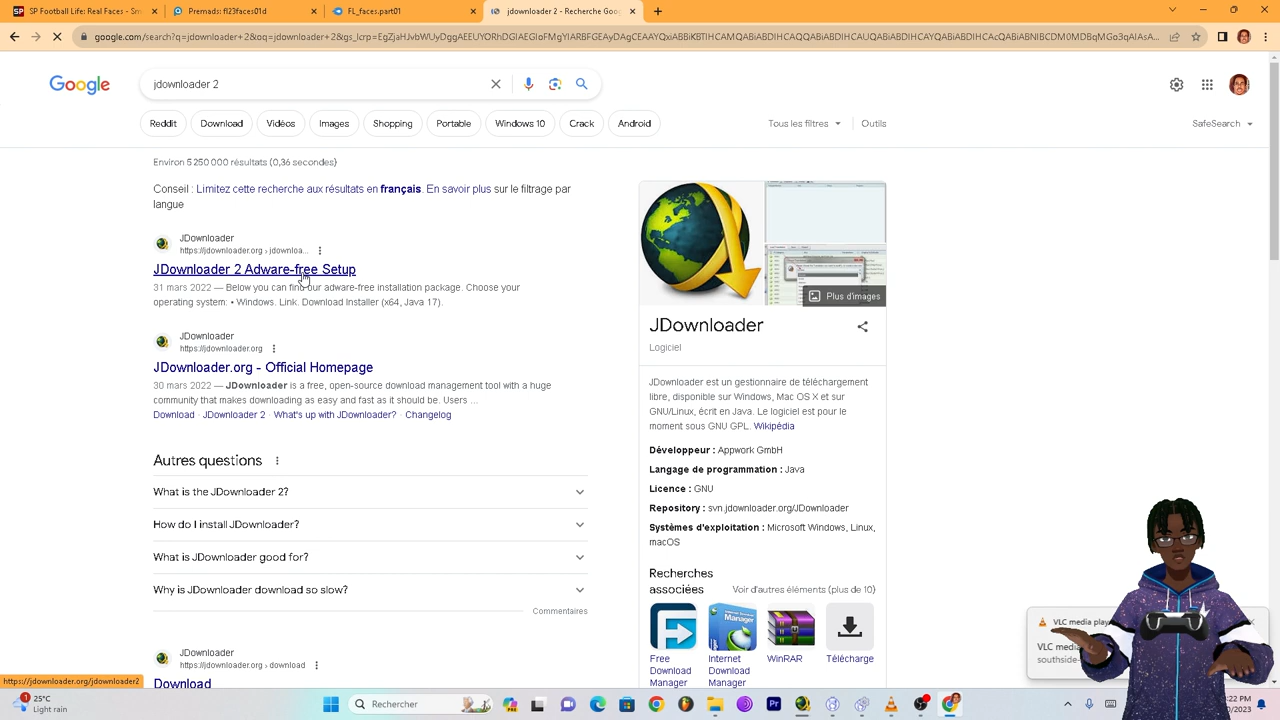 SP Football Life: Real Faces - Sm
Premads: fl23faces01d
FL_faces.part01
jdownloader 2 - Recherche Goo
google.com/search?q=jdownloader+2&oq=jdownloader+2&gs_lcrp=
Google
jdownloader 2
Reddit
Download
Vidéos
Images
Shopping
Portable
Windows 10
Crack
Android
Tous les filtres
Outils
SafeSearch
Environ 5 250 000 résultats (0,36 secondes)
Conseil : Limitez cette recherche aux résultats en français. En savoir plus sur le filtrage par
langue
JDownloader
https://jdownloader.org › jdownloa...
JDownloader 2 Adware-free Setup
31 mars 2022 — Below you can find our adware-free installation package. Choose your
operating system. • Windows. Link. Download Installer (x64, Java 17).
JDownloader
https://jdownloader.org
JDownloader.org - Official Homepage
30 mars 2022 — JDownloader is a free, open-source download management tool with a huge
community that makes downloading as easy and fast as it should be. Users ...
Download · JDownloader 2 · What's up with JDownloader? · Changelog
Autres questions
What is the JDownloader 2?
How do I install JDownloader?
What is JDownloader good for?
Why is JDownloader download so slow?
Commentaires
JDownloader
https://jdownloader.org › download
Download
Plus d'images
JDownloader
Logiciel
JDownloader est un gestionnaire de téléchargement
libre, disponible sur Windows, Mac OS X et sur
GNU/Linux, écrit en Java. Le logiciel est pour le
moment sous GNU GPL. Wikipédia
Développeur : Appwork GmbH
Langage de programmation : Java
Licence : GNU
Repository : svn.jdownloader.org/JDownloader
Systèmes d'exploitation : Microsoft Windows, Linux,
macOS
Recherches
associées
Voir d'autres éléments (plus de 10)
Free
Download
Manager
Internet
Download
Manager
WinRAR
Télécharge
VLC media play
VLC media
southside-
https://jdownloader.org/jdownloader2
1
25°C
Light rain
Rechercher
:22 PM
0/2023